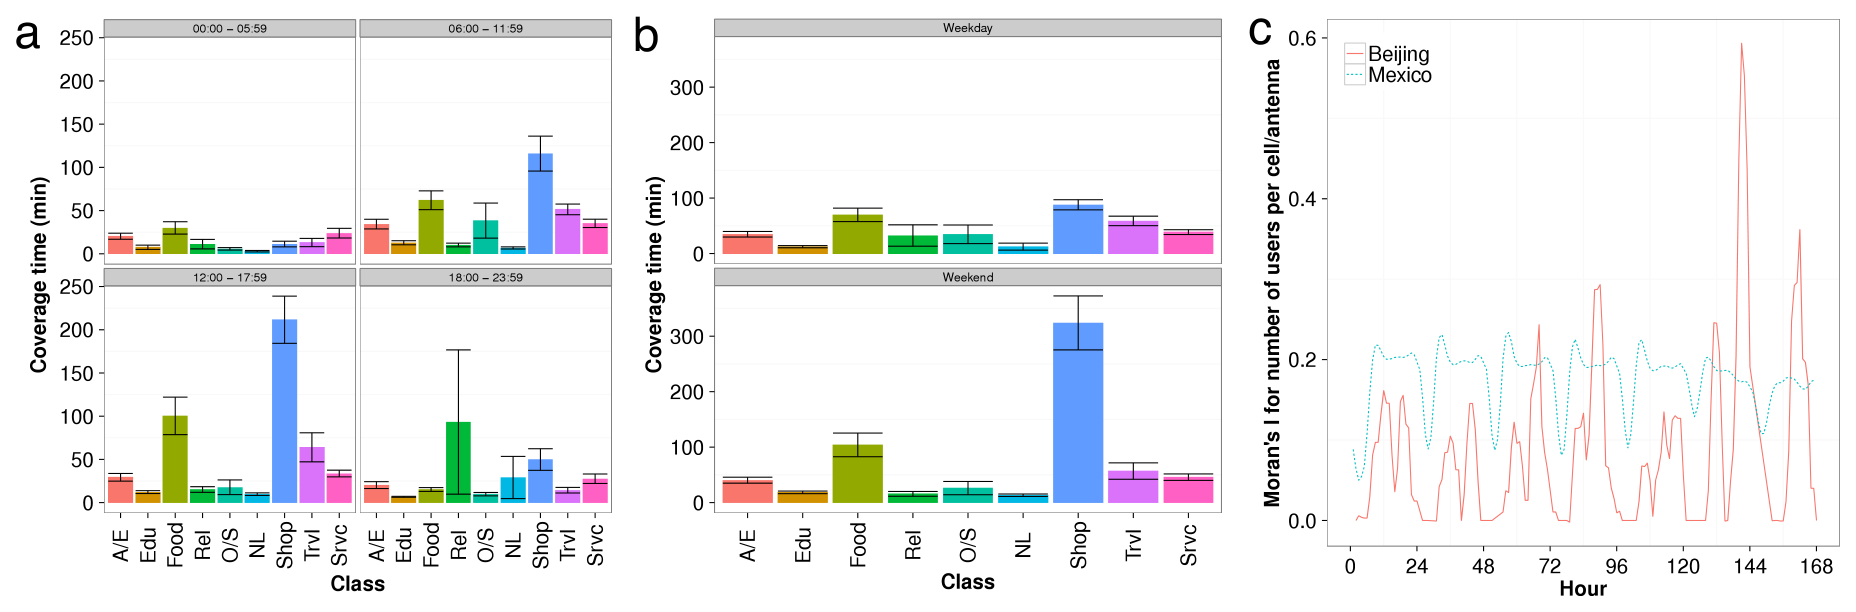 a
00:00 – 05:59
06:00 – 11:59
250
200
150
100
50
0
12:00 – 17:59
18:00 – 23:59
250
200
150
100
50
0
Coverage time (min)
A/E Edu Food Rel O/S NL Shop Trvl Srvc
A/E Edu Food Rel O/S NL Shop Trvl Srvc
Class
b
Weekday
300
200
100
0
Weekend
300
200
100
0
Coverage time (min)
A/E Edu Food Rel O/S NL Shop Trvl Srvc
Class
c
Beijing
Mexico
0.6
0.4
0.2
0.0
Moran's I for number of users per cell/antenna
0 24 48 72 96 120 144 168
Hour